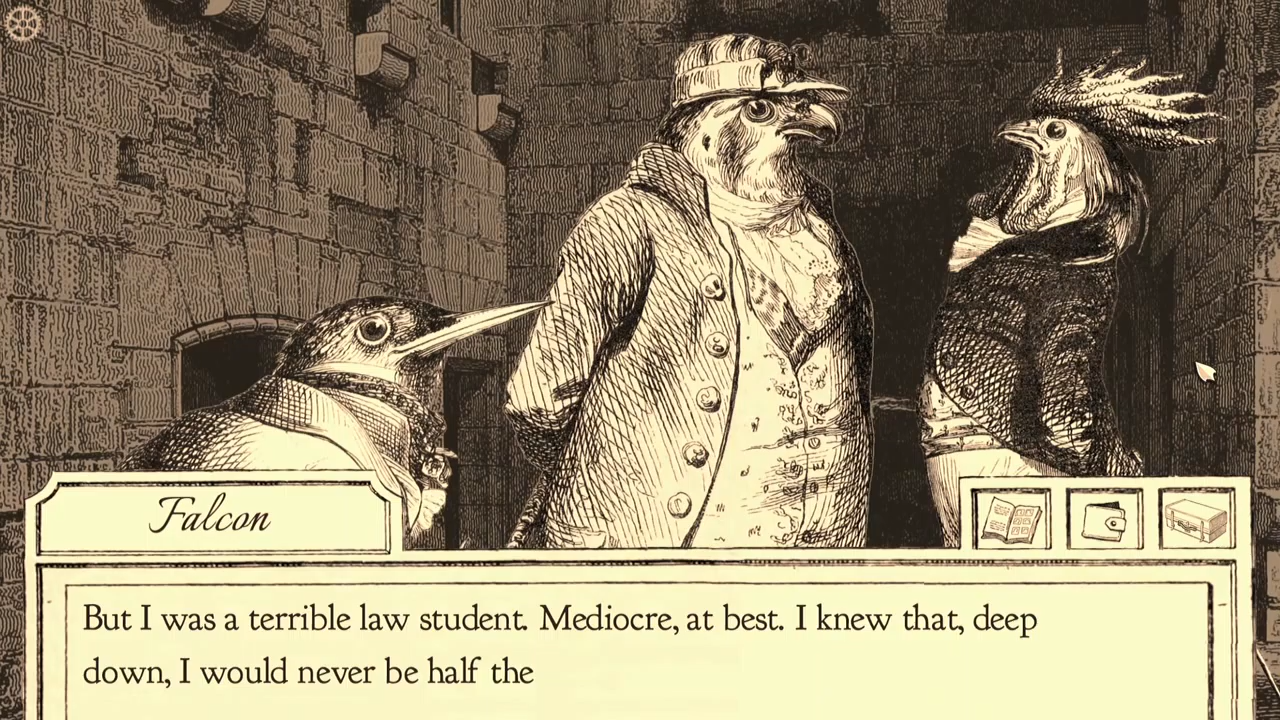 Falcon
But I was a terrible law student. Mediocre, at best. I knew that, deep
down, I would never be half the